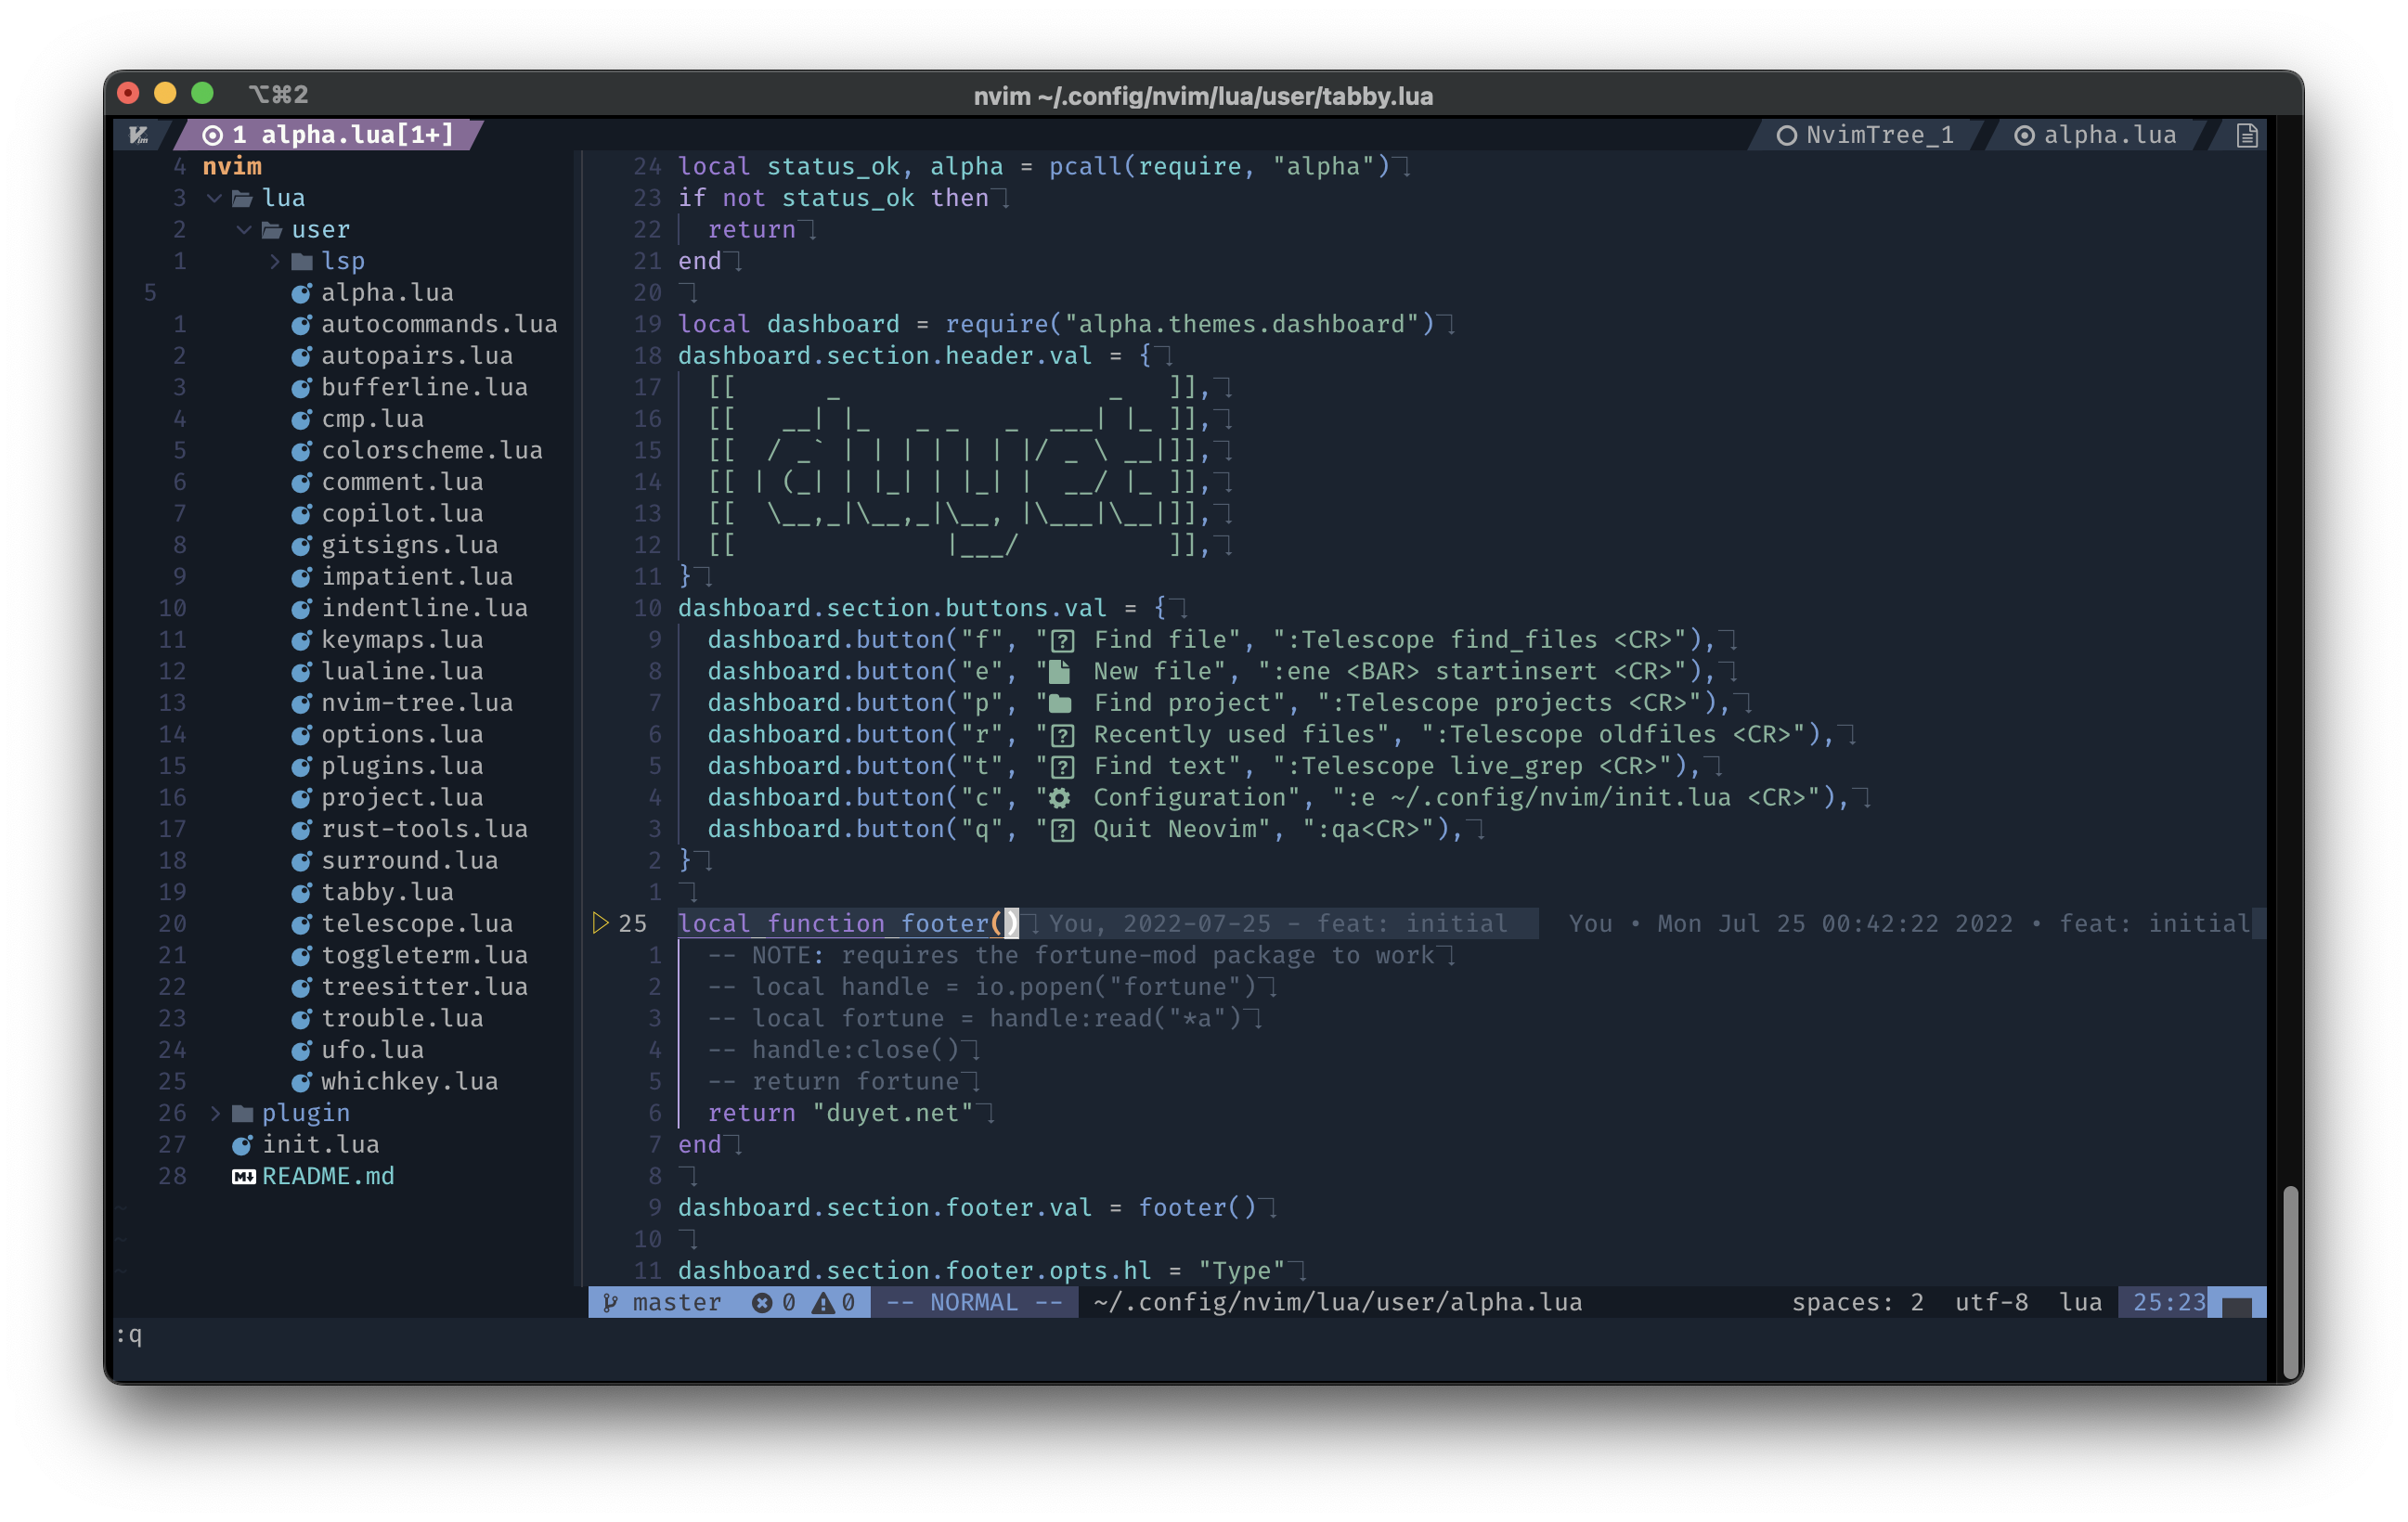 ⌥⌘2
nvim ~/.config/nvim/lua/user/tabby.lua
1 alpha.lua[1+]
NvimTree_1
alpha.lua
4 nvim
3 lua
2 user
1 lsp
5 alpha.lua
1 autocommands.lua
2 autopairs.lua
3 bufferline.lua
4 cmp.lua
5 colorscheme.lua
6 comment.lua
7 copilot.lua
8 gitsigns.lua
9 impatient.lua
10 indentline.lua
11 keymaps.lua
12 lualine.lua
13 nvim-tree.lua
14 options.lua
15 plugins.lua
16 project.lua
17 rust-tools.lua
18 surround.lua
19 tabby.lua
20 telescope.lua
21 toggleterm.lua
22 treesitter.lua
23 trouble.lua
24 ufo.lua
25 whichkey.lua
26 plugin
27 init.lua
28 README.md
~
~
~
24 local status_ok, alpha = pcall(require, "alpha")
23 if not status_ok then
22   return
21 end
20
19 local dashboard = require("alpha.themes.dashboard")
18 dashboard.section.header.val = {
17   [[      _                  _   ]],
16   [[   __| |_   _ _   _  ___| |_ ]],
15   [[  / _` | | | | | | |/ _ \ __|]],
14   [[ | (_| | |_| | |_| |  __/ |_ ]],
13   [[  \__,_|\__,_|\__, |\___|\__|]],
12   [[              |___/          ]],
11 }
10 dashboard.section.buttons.val = {
9   dashboard.button("f", "  Find file", ":Telescope find_files <CR>"),
8   dashboard.button("e", "  New file", ":ene <BAR> startinsert <CR>"),
7   dashboard.button("p", "  Find project", ":Telescope projects <CR>"),
6   dashboard.button("r", "  Recently used files", ":Telescope oldfiles <CR>"),
5   dashboard.button("t", "  Find text", ":Telescope live_grep <CR>"),
4   dashboard.button("c", "  Configuration", ":e ~/.config/nvim/init.lua <CR>"),
3   dashboard.button("q", "  Quit Neovim", ":qa<CR>"),
2 }
1
25 local function footer() You, 2022-07-25 - feat: initial   You • Mon Jul 25 00:42:22 2022 • feat: initial
1   -- NOTE: requires the fortune-mod package to work
2   -- local handle = io.popen("fortune")
3   -- local fortune = handle:read("*a")
4   -- handle:close()
5   -- return fortune
6   return "duyet.net"
7 end
8
9 dashboard.section.footer.val = footer()
10
11 dashboard.section.footer.opts.hl = "Type"
master 0 0 -- NORMAL -- ~/.config/nvim/lua/user/alpha.lua spaces: 2 utf-8 lua 25:23
:q